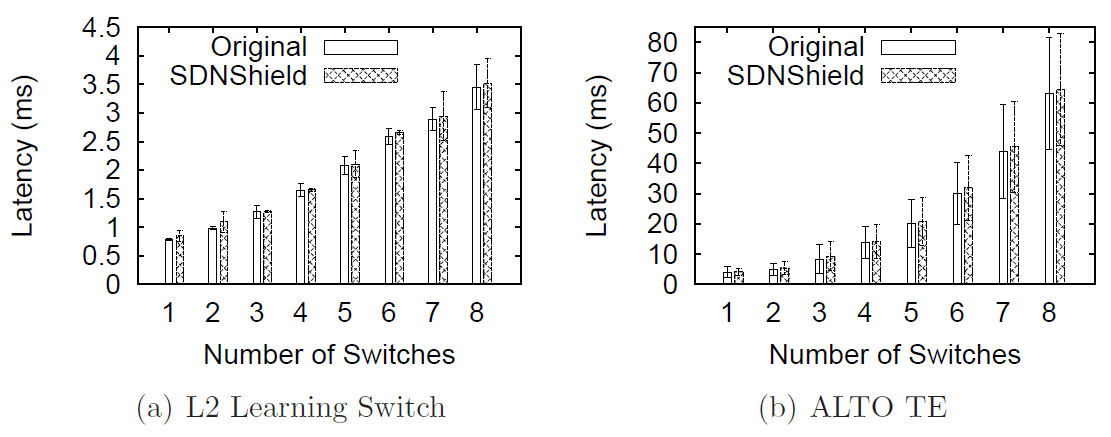 Latency (ms)
4.5
4
3.5
3
2.5
2
1.5
1
0.5
0
Original
SDNShield
1 2 3 4 5 6 7 8
Number of Switches
(a) L2 Learning Switch
Latency (ms)
80
70
60
50
40
30
20
10
0
Original
SDNShield
1 2 3 4 5 6 7 8
Number of Switches
(b) ALTO TE